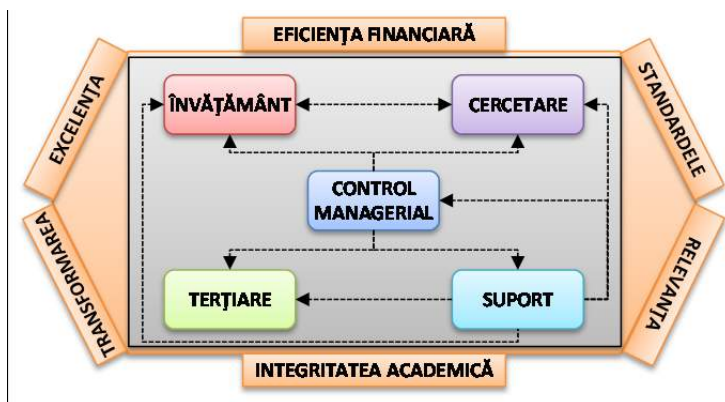 EFICIENȚA FINANCIARĂ
EXCELENȚA
STANDARDELE
ÎNVĂȚĂMÂNT
CERCETARE
CONTROL
MANAGERIAL
TERȚIARE
SUPORT
TRANSFORMAREA
RELEVANȚA
INTEGRITATEA ACADEMICĂ